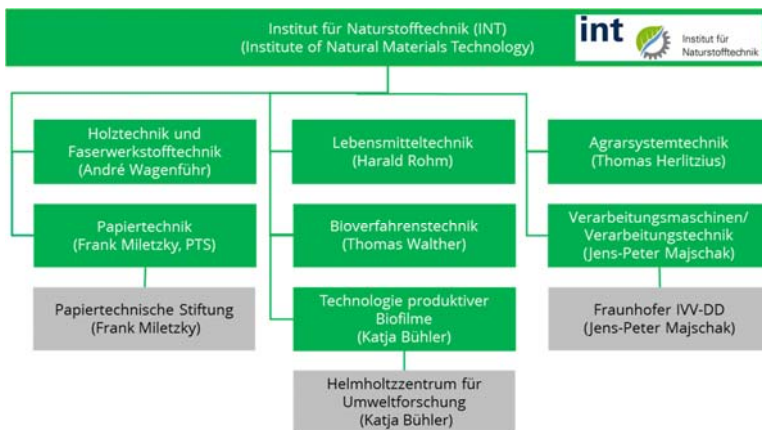 Institut für Naturstofftechnik (INT)
(Institute of Natural Materials Technology)
int
Institut für
Naturstofftechnik
Holztechnik und
Faserwerkstofftechnik
(André Wagenführ)
Lebensmitteltechnik
(Harald Rohm)
Agrarsystemtechnik
(Thomas Herlitzius)
Papiertechnik
(Frank Miletzky, PTS)
Bioverfahrenstechnik
(Thomas Walther)
Verarbeitungsmaschinen/
Verarbeitungstechnik
(Jens-Peter Majschak)
Papiertechnische Stiftung
(Frank Miletzky)
Technologie produktiver
Biofilme
(Katja Bühler)
Fraunhofer IVV-DD
(Jens-Peter Majschak)
Helmholtzzentrum für
Umweltforschung
(Katja Bühler)